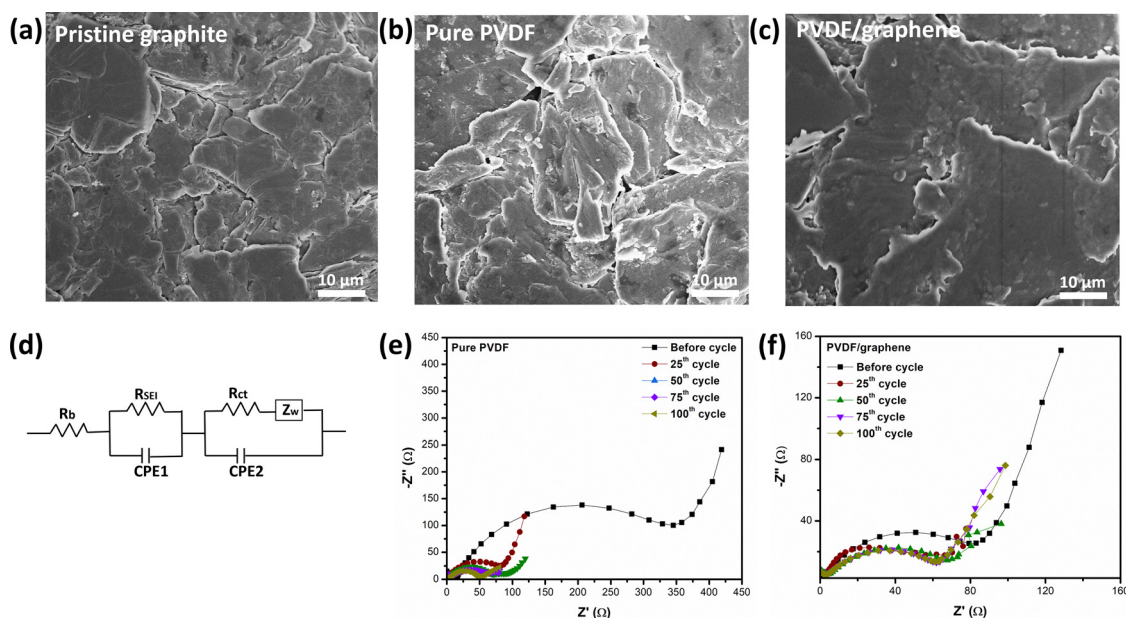 (a) Pristine graphite
10 μm
(b) Pure PVDF
10 μm
(c) PVDF/graphene
10 μm
(d)
Rb
RSEI
CPE1
Rct
Zw
CPE2
(e)
Pure PVDF
Before cycle
25th cycle
50th cycle
75th cycle
100th cycle
-Z" (Ω)
450
400
350
300
250
200
150
100
50
0
0 50 100 150 200 250 300 350 400 450
Z' (Ω)
(f)
PVDF/graphene
Before cycle
25th cycle
50th cycle
75th cycle
100th cycle
-Z'' (Ω)
160
120
80
40
0 40 80 120 160
Z' (Ω)